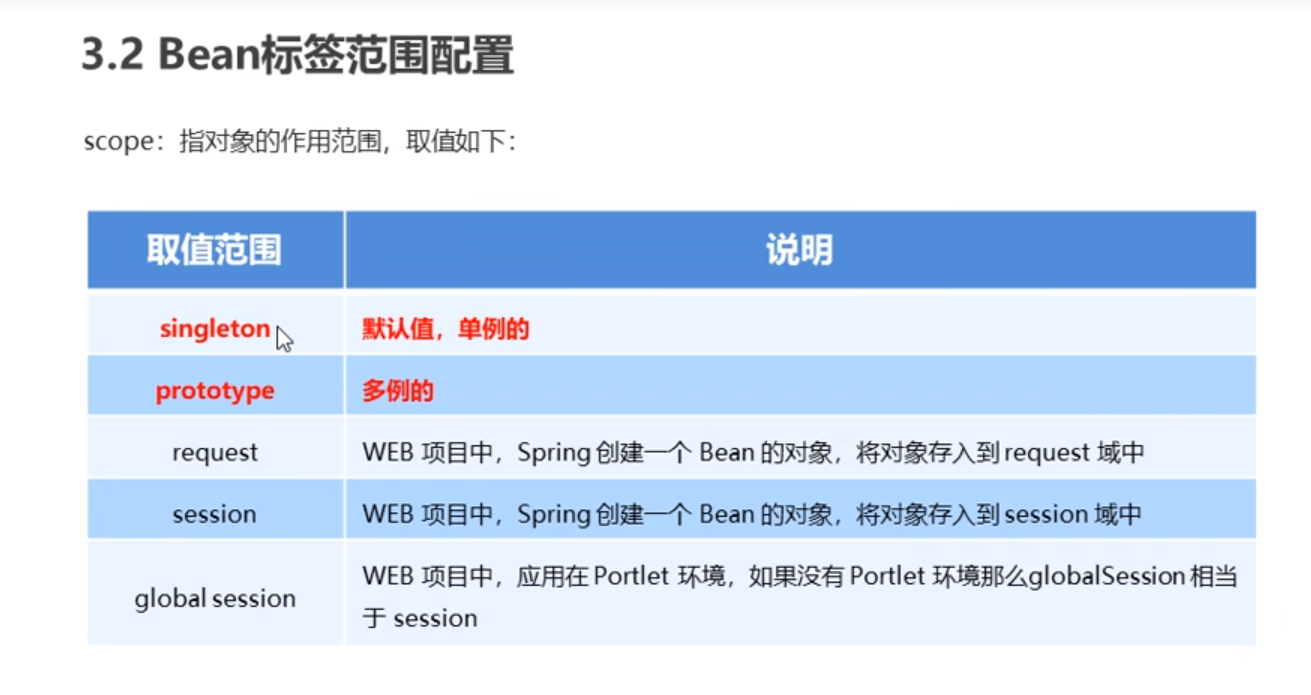 3.2 Bean标签范围配置
scope：指对象的作用范围，取值如下：
取值范围 说明
singleton 默认值，单例的
prototype 多例的
request WEB 项目中，Spring 创建一个 Bean 的对象，将对象存入到 request 域中
session WEB 项目中，Spring 创建一个 Bean 的对象，将对象存入到 session 域中
global session WEB 项目中，应用在 Portlet 环境，如果没有 Portlet 环境那么globalSession 相当
于 session